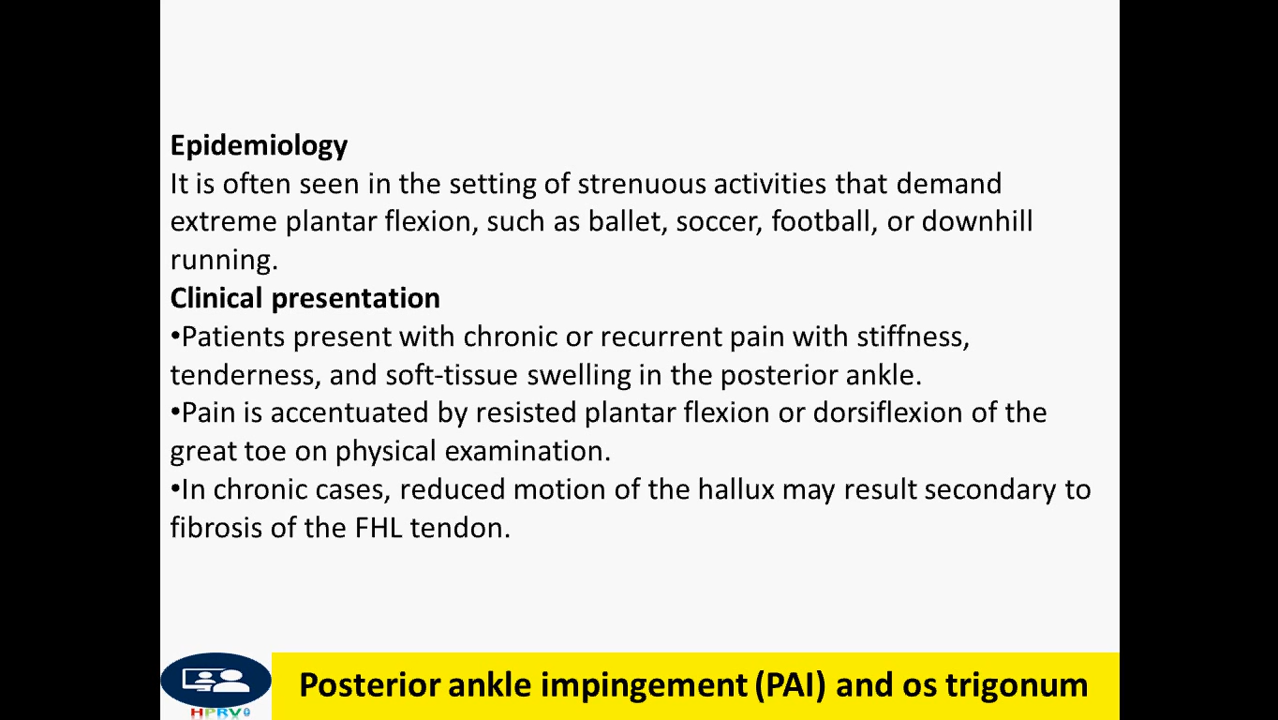 Epidemiology
It is often seen in the setting of strenuous activities that demand
extreme plantar flexion, such as ballet, soccer, football, or downhill
running.
Clinical presentation
•Patients present with chronic or recurrent pain with stiffness,
tenderness, and soft-tissue swelling in the posterior ankle.
•Pain is accentuated by resisted plantar flexion or dorsiflexion of the
great toe on physical examination.
•In chronic cases, reduced motion of the hallux may result secondary to
fibrosis of the FHL tendon.
Posterior ankle impingement (PAI) and os trigonum